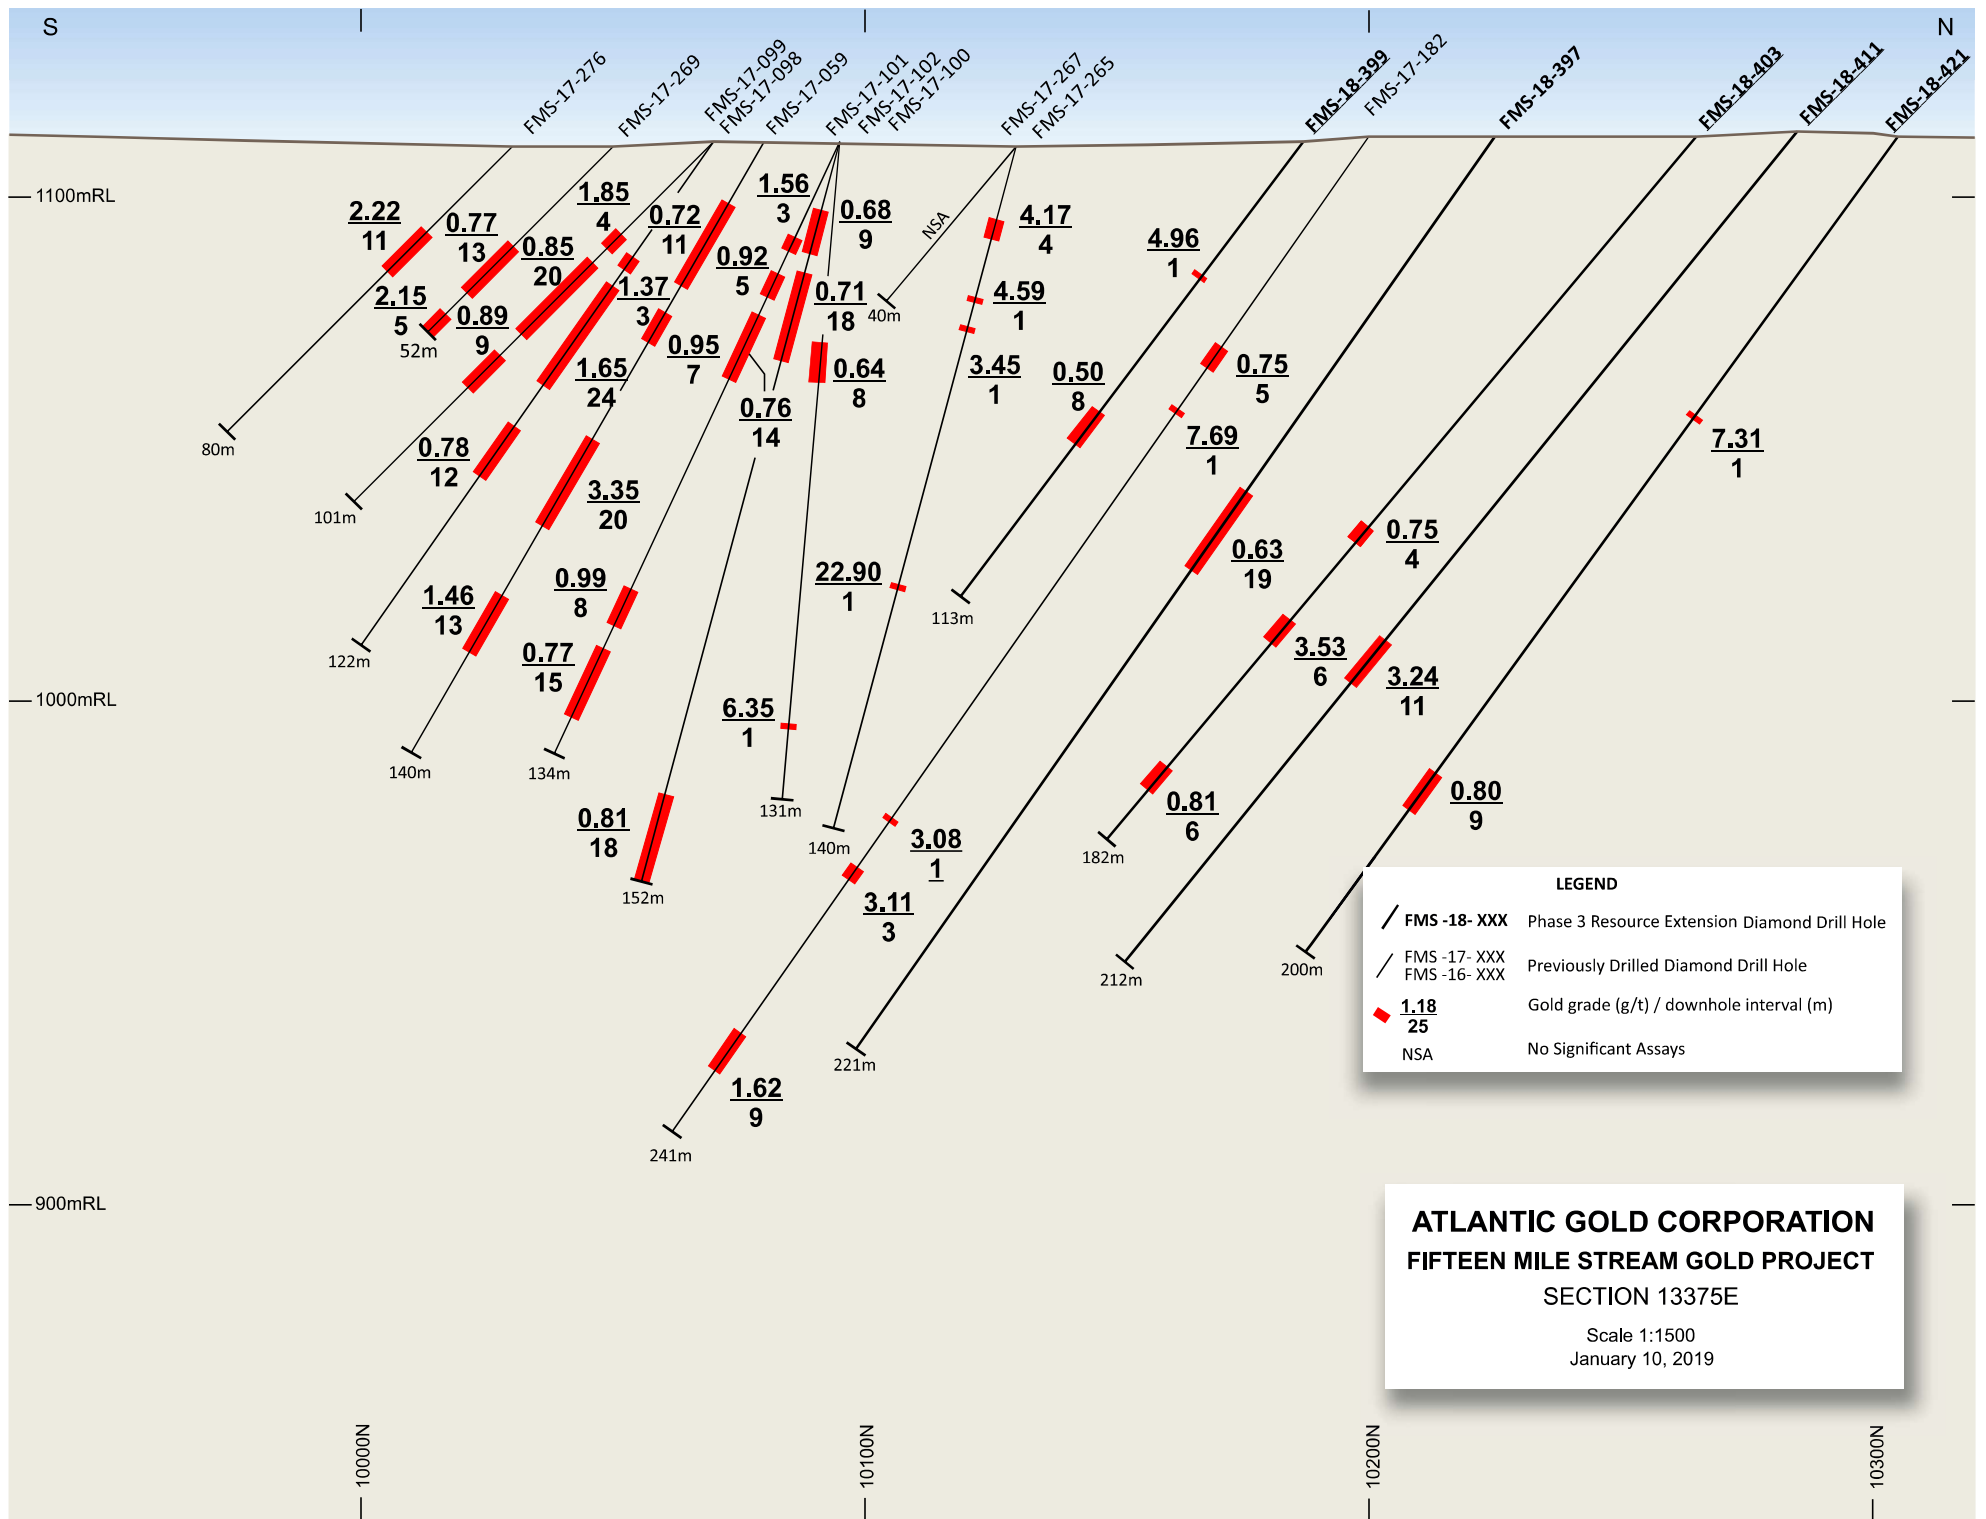 S
N
FMS-17-276
FMS-17-269
FMS-17-099
FMS-17-098
FMS-17-059
FMS-17-101
FMS-17-102
FMS-17-100
FMS-17-267
FMS-17-265
FMS-18-399
FMS-17-182
FMS-18-397
FMS-18-403
FMS-18-411
FMS-18-421
1100mRL
2.22
11
0.77
13
1.85
4
0.85
20
0.72
11
1.56
3
0.68
9
NSA
4.17
4
4.96
1
2.15
5
52m
0.89
9
1.37
3
0.92
5
0.71
18
40m
4.59
1
0.95
7
1.65
24
0.64
8
3.45
1
0.50
8
0.75
5
0.76
14
80m
0.78
12
7.69
1
7.31
1
101m
3.35
20
0.63
19
0.75
4
0.99
8
22.90
1
1.46
13
113m
122m
0.77
15
3.53
6
3.24
11
1000mRL
6.35
1
140m
134m
131m
0.81
18
152m
140m
3.08
1
0.81
6
182m
0.80
9
3.11
3
212m
200m
221m
1.62
9
241m
LEGEND
FMS -18- XXX Phase 3 Resource Extension Diamond Drill Hole
FMS -17- XXX
FMS -16- XXX
Previously Drilled Diamond Drill Hole
1.18
25
Gold grade (g/t) / downhole interval (m)
NSA No Significant Assays
900mRL
ATLANTIC GOLD CORPORATION
FIFTEEN MILE STREAM GOLD PROJECT
SECTION 13375E
Scale 1:1500
January 10, 2019
10000N
10100N
10200N
10300N